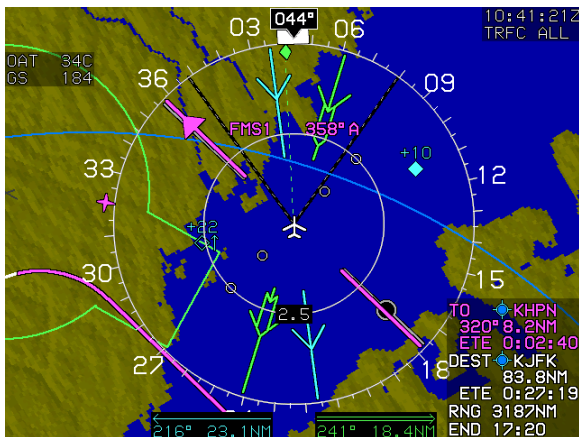 044°
10:41:21Z
TRFC ALL
OAT 34C
GS 184
36
03
06
09
FMS1 358°A
+10
33
12
+22
30
15
2.5
27
18
TO KHPN
320° 8.2NM
ETE 0:02:40
DEST KJFK
83.8NM
ETE 0:27:19
RNG 3187NM
END 17:20
216° 23.1NM
241° 18.4NM